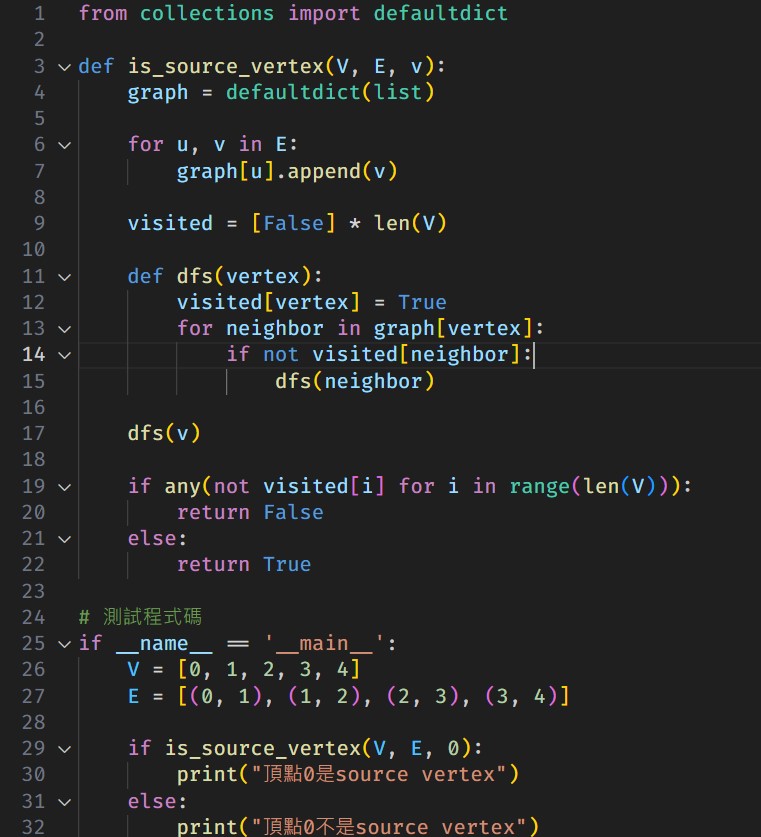 1 from collections import defaultdict
2
3 def is_source_vertex(V, E, v):
4     graph = defaultdict(list)
5
6     for u, v in E:
7         graph[u].append(v)
8
9     visited = [False] * len(V)
10
11     def dfs(vertex):
12         visited[vertex] = True
13         for neighbor in graph[vertex]:
14             if not visited[neighbor]:
15                 dfs(neighbor)
16
17     dfs(v)
18
19     if any(not visited[i] for i in range(len(V))):
20         return False
21     else:
22         return True
23
24 # 測試程式碼
25 if __name__ == '__main__':
26     V = [0, 1, 2, 3, 4]
27     E = [(0, 1), (1, 2), (2, 3), (3, 4)]
28
29     if is_source_vertex(V, E, 0):
30         print("頂點0是source vertex")
31     else:
32         print("頂點0不是source vertex")